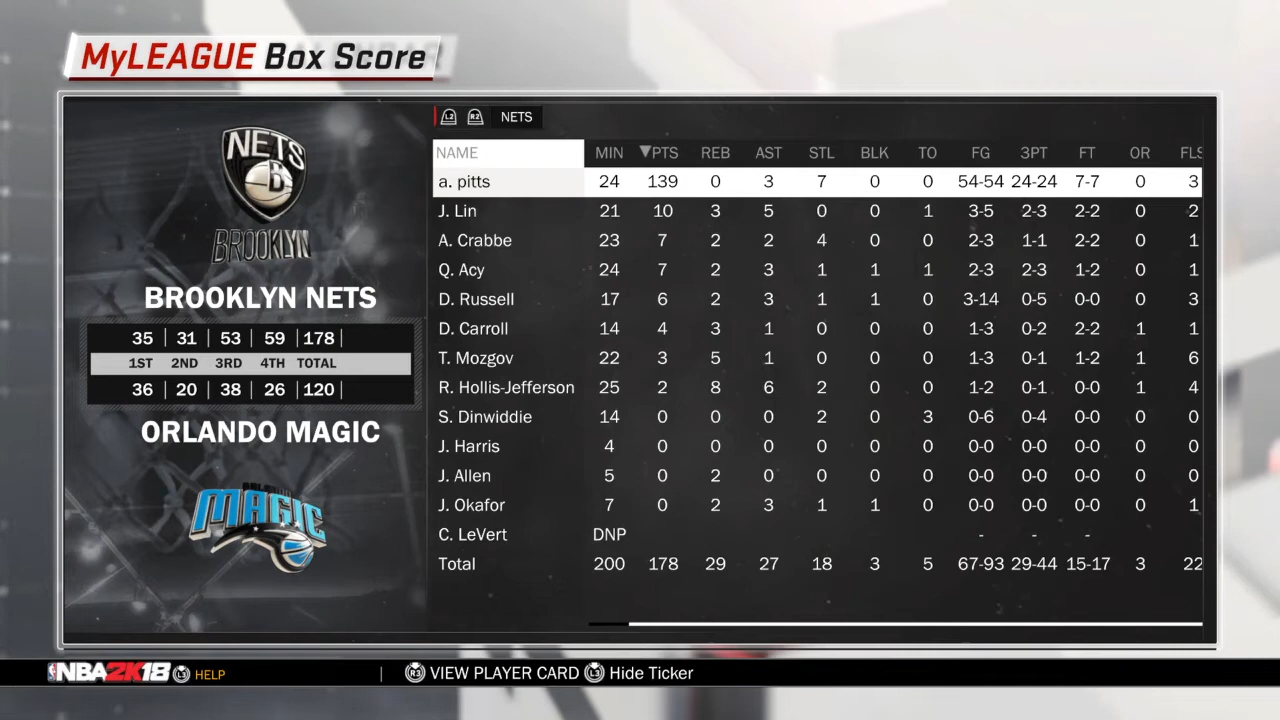 MyLEAGUE Box Score
NETS
BROOKLYN
BROOKLYN NETS
35 | 31 | 53 | 59 | 178 |
1ST 2ND 3RD 4TH TOTAL
36 | 20 | 38 | 26 | 120 |
ORLANDO MAGIC
MAGIC
L2 R2 NETS
NAME MIN ▼PTS REB AST STL BLK TO FG 3PT FT OR FLS
a. pitts 24 139 0 3 7 0 0 54-54 24-24 7-7 0 3
J. Lin 21 10 3 5 0 0 1 3-5 2-3 2-2 0 2
A. Crabbe 23 7 2 2 4 0 0 2-3 1-1 2-2 0 1
Q. Acy 24 7 2 3 1 1 1 2-3 2-3 1-2 0 1
D. Russell 17 6 2 3 1 1 0 3-14 0-5 0-0 0 3
D. Carroll 14 4 3 1 0 0 0 1-3 0-2 2-2 1 1
T. Mozgov 22 3 5 1 0 0 0 1-3 0-1 1-2 1 6
R. Hollis-Jefferson 25 2 8 6 2 0 0 1-2 0-1 0-0 1 4
S. Dinwiddie 14 0 0 0 2 0 3 0-6 0-4 0-0 0 0
J. Harris 4 0 0 0 0 0 0 0-0 0-0 0-0 0 0
J. Allen 5 0 2 0 0 0 0 0-0 0-0 0-0 0 0
J. Okafor 7 0 2 3 1 1 0 0-0 0-0 0-0 0 1
C. LeVert DNP - - -
Total 200 178 29 27 18 3 5 67-93 29-44 15-17 3 22
NBA 2K18 L3 HELP | R3 VIEW PLAYER CARD L3 Hide Ticker